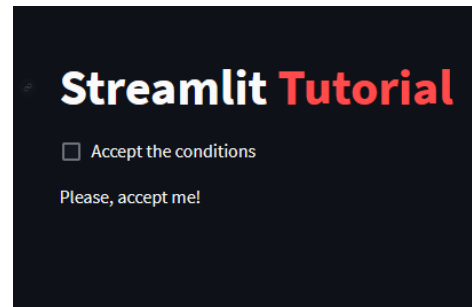 Streamlit Tutorial
Accept the conditions
Please, accept me!